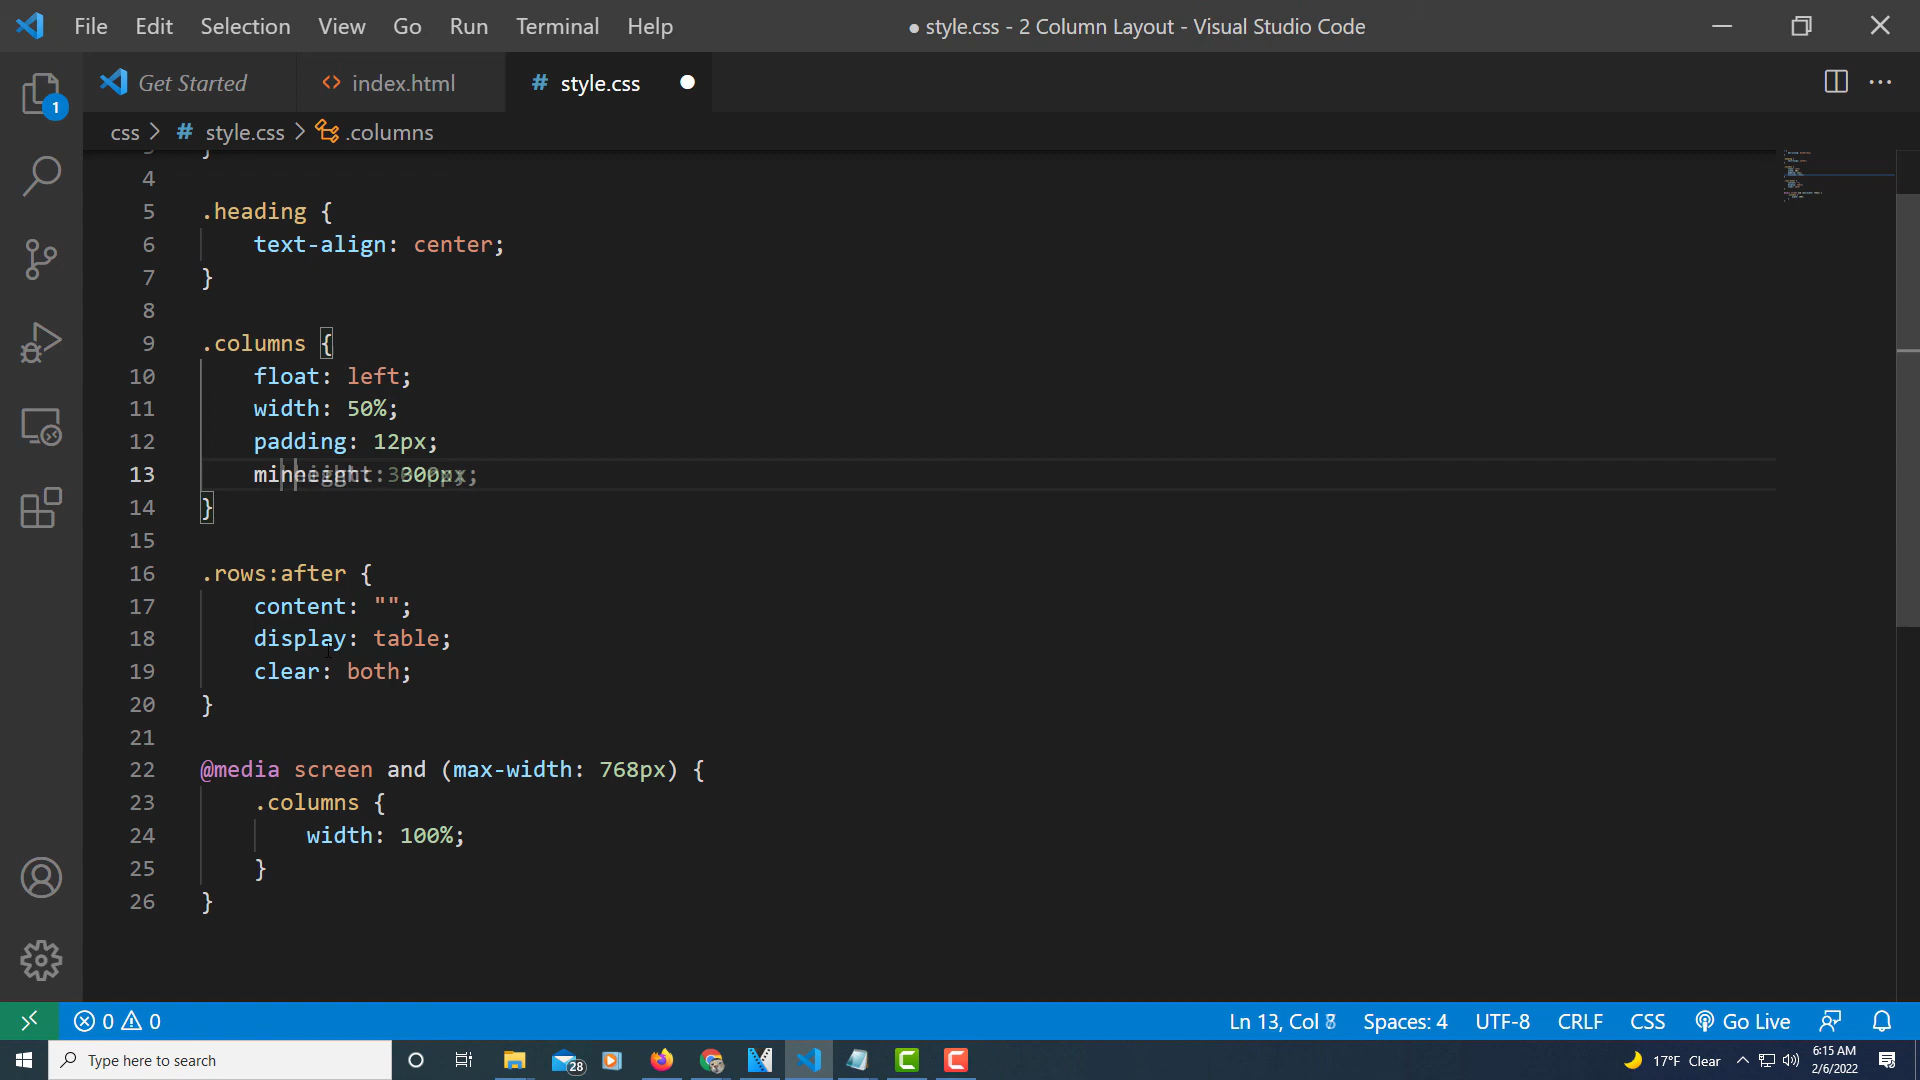 File Edit Selection View Go Run Terminal Help
● style.css - 2 Column Layout - Visual Studio Code
Get Started
<> index.html
# style.css
1
css > # style.css > .columns
4
5 .heading {
6 text-align: center;
7 }
8
9 .columns {
10 float: left;
11 width: 50%;
12 padding: 12px;
13
14 }
15
16 .rows:after {
17 content: "";
18 display: table;
19 clear: both;
20 }
21
22 @media screen and (max-width: 768px) {
23 .columns {
24 width: 100%;
25 }
26 }
0 0
Ln 13, Col
Spaces: 4
UTF-8
CRLF
CSS
Go Live
Type here to search
28
17°F Clear
6:15 AM
2/6/2022